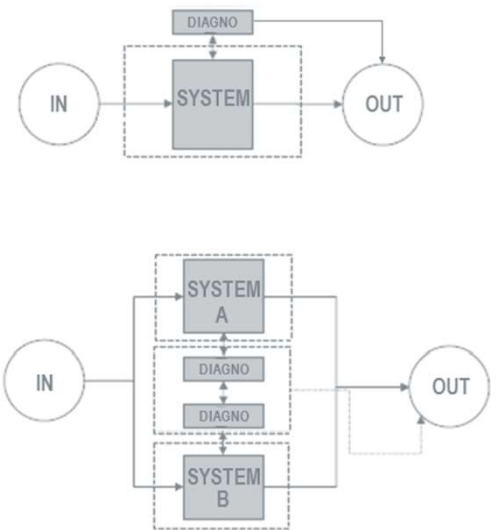 DIAGNO
IN
SYSTEM
OUT
SYSTEM
A
IN
DIAGNO
OUT
DIAGNO
SYSTEM
B